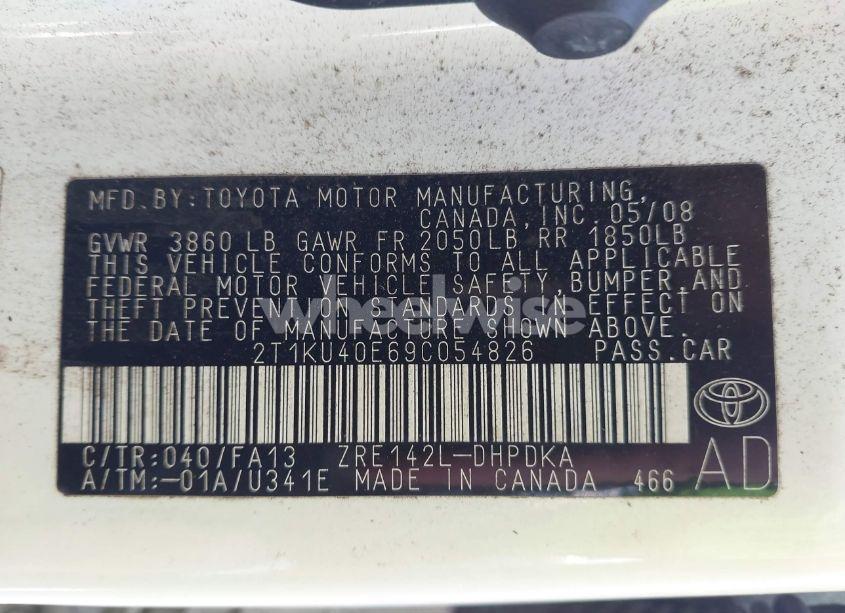 MFD.BY:TOYOTA MOTOR MANUFACTURING,
CANADA,INC.05/08
GVWR 3860LB GAWR FR 2050LB RR 1850LB
THIS VEHICLE CONFORMS TO ALL APPLICABLE
FEDERAL MOTOR VEHICLE SAFETY,BUMPER,AND
THEFT PREVENTION STANDARDS IN EFFECT ON
THE DATE OF MANUFACTURE SHOWN ABOVE.
wheelwise
2T1KU40E69C054826 PASS.CAR
C/TR:040/FA13 ZRE142L-DHPDKA
A/TM:-01A/U341E MADE IN CANADA 466
AD